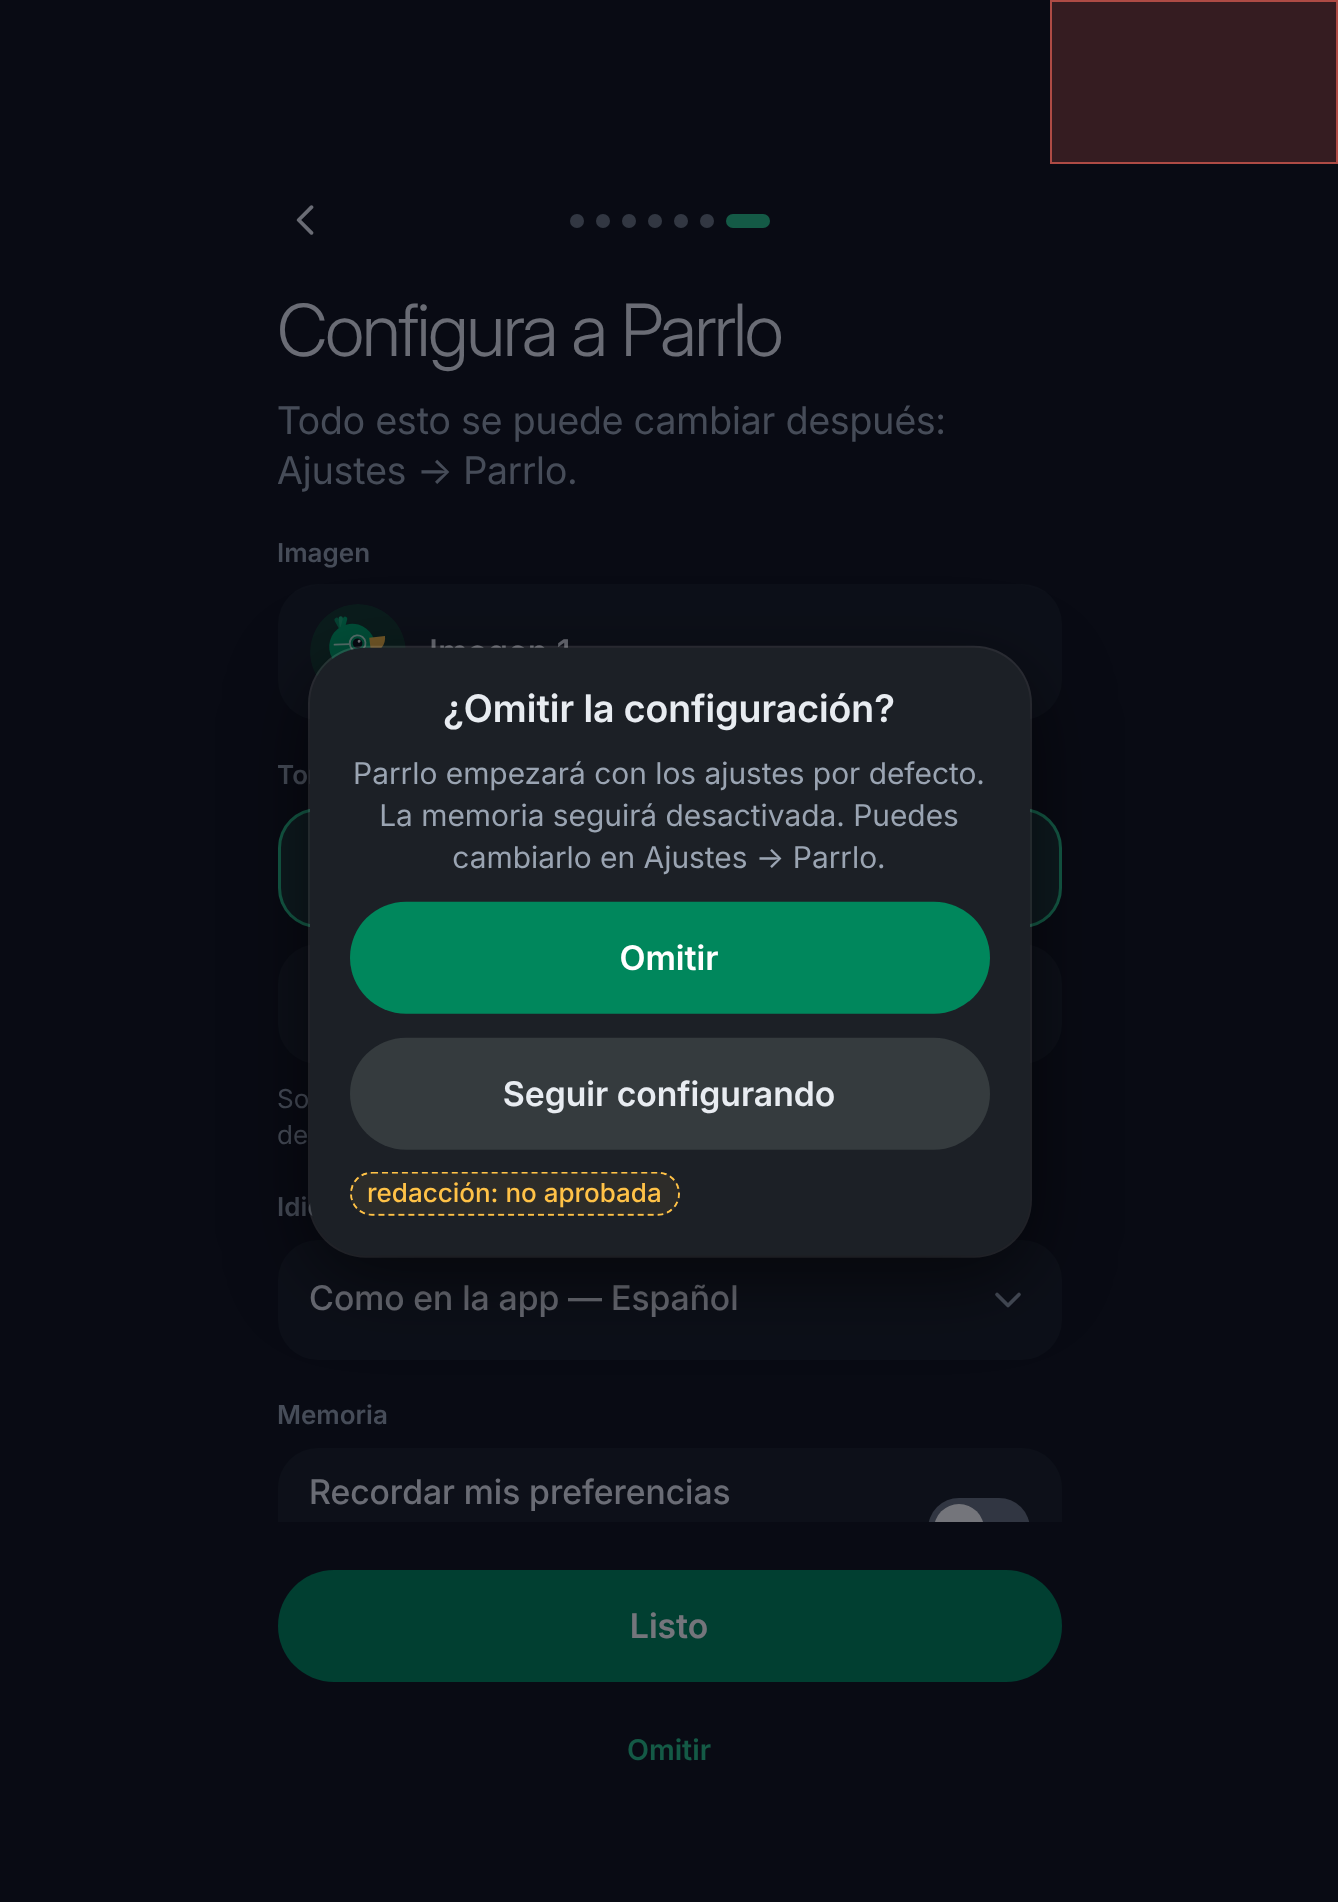 Configura a Parrlo
Todo esto se puede cambiar después:
Ajustes → Parrlo.
Imagen
Imagen 1
¿Omitir la configuración?
Parrlo empezará con los ajustes por defecto.
La memoria seguirá desactivada. Puedes
cambiarlo en Ajustes → Parrlo.
Omitir
Seguir configurando
redacción: no aprobada
Como en la app — Español
Memoria
Recordar mis preferencias
Listo
Omitir